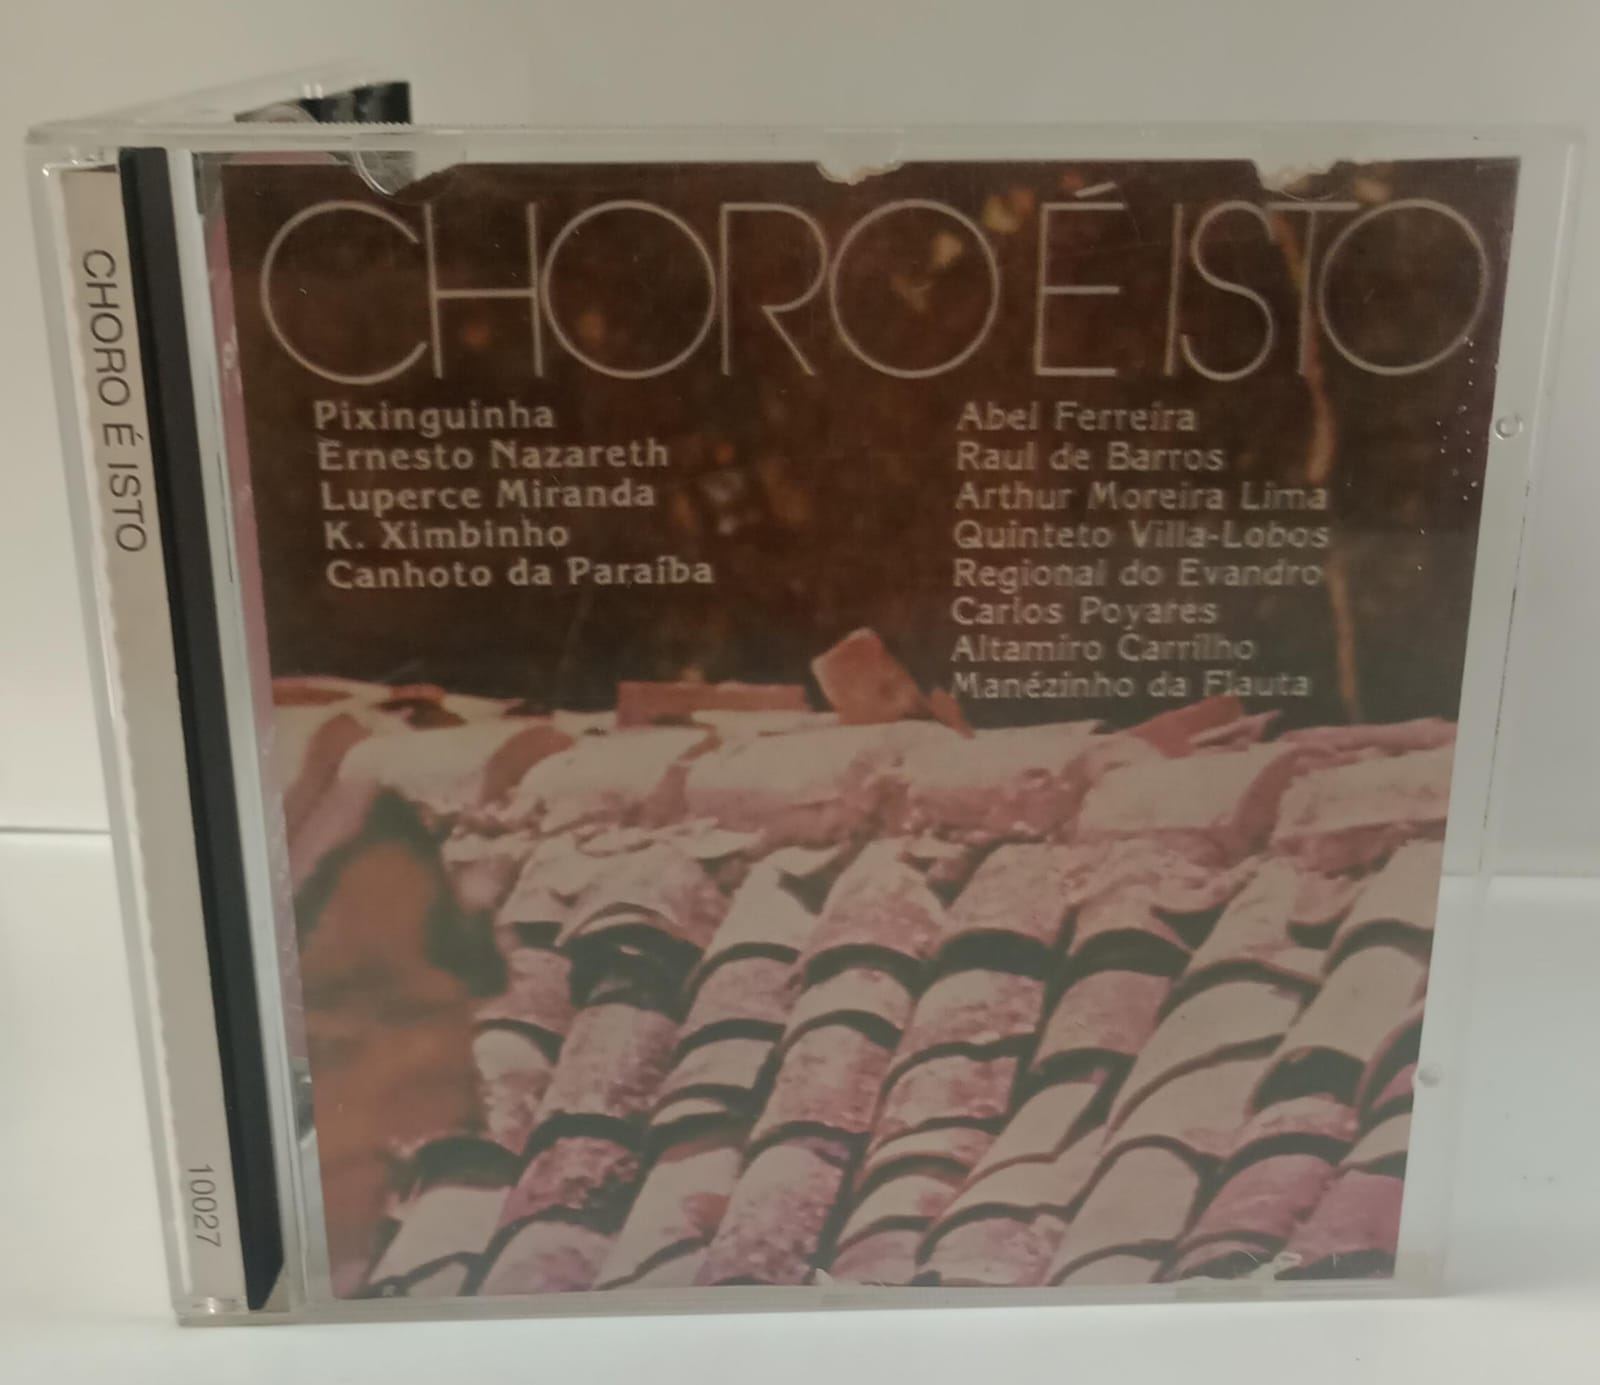 CHORO É ISTO
Pixinguinha
Ernesto Nazareth
Luperce Miranda
K. Ximbinho
Canhoto da Paraíba
Abel Ferreira
Raul de Barros
Arthur Moreira Lima
Quinteto Villa-Lobos
Regional do Evandro
Carlos Poyares
Altamiro Carrilho
Manézinho da Flauta
CHORO É ISTO
10027